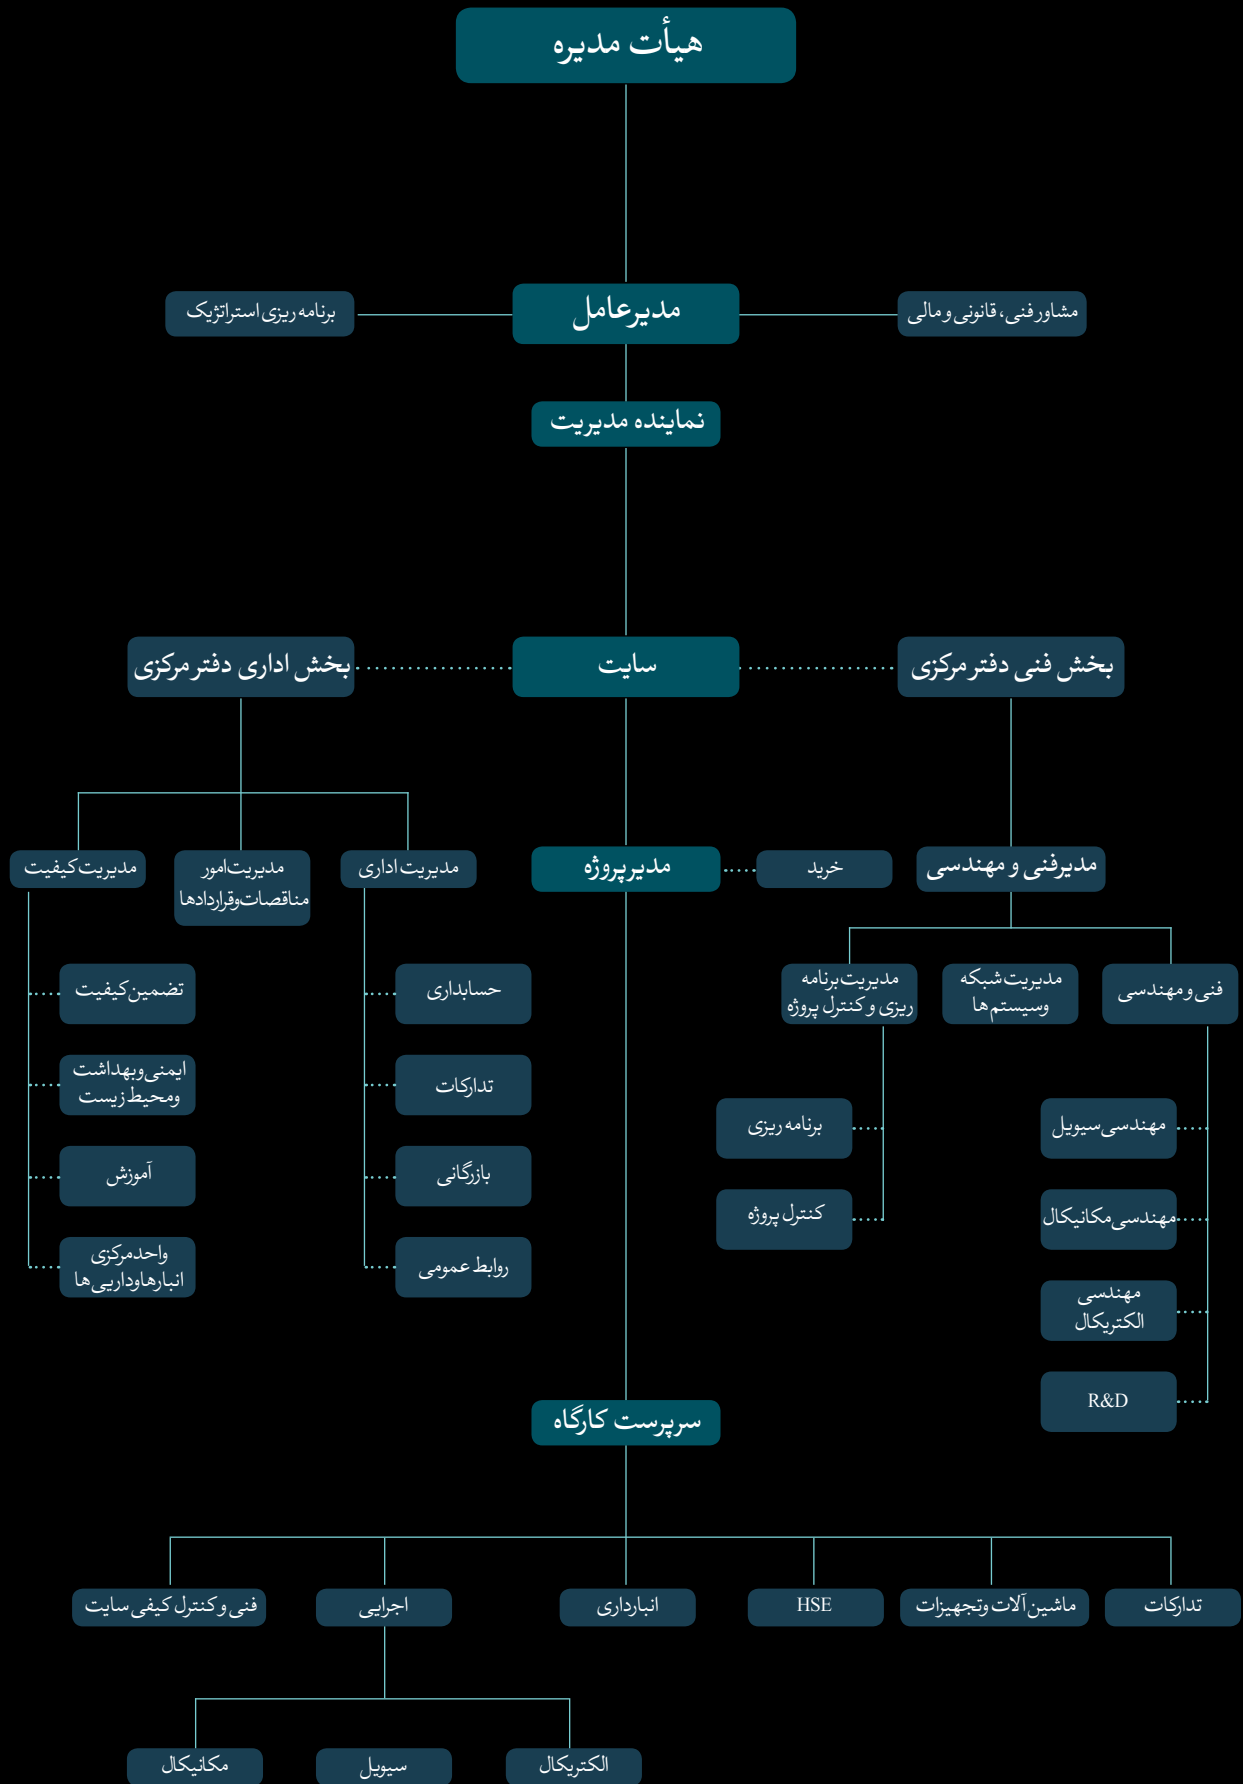 هیأت مدیره
مشاور فنی، قانونی و مالی
مدیرعامل
برنامه ریزی استراتژیک
نماینده مدیریت
بخش فنی دفتر مرکزی
سایت
بخش اداری دفتر مرکزی
مدیرفنی و مهندسی
خرید
مدیرپروژه
مدیریت اداری
مدیریت امور
مناقصات وقراردادها
مدیریت کیفیت
فنی و مهندسی
مدیریت شبکه
وسیستم ها
مدیریت برنامه
ریزی و کنترل پروژه
حسابداری
تضمین کیفیت
تدارکات
ایمنی وبهداشت
ومحیط زیست
مهندسی سیویل
برنامه ریزی
بازرگانی
آموزش
مهندسی مکانیکال
کنترل پروژه
روابط عمومی
واحدمرکزی
انبارهاوداریی ها
مهندسی
الکتریکال
R&D
سرپرست کارگاه
تدارکات
ماشین آلات وتجهیزات
HSE
انبارداری
اجرایی
فنی و کنترل کیفی سایت
الکتریکال
سیویل
مکانیکال